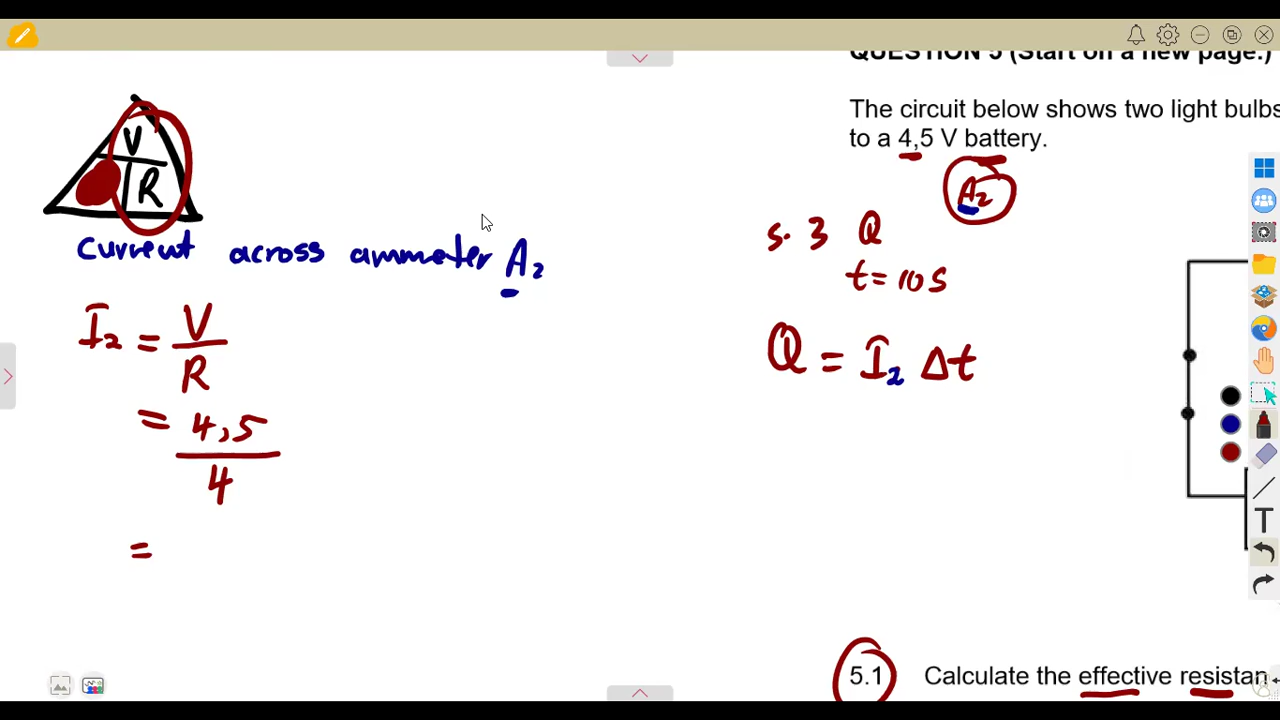 QUESTION 5 (Start on a new page.)
The circuit below shows two light bulbs
to a 4,5 V battery.
V
R
A2
5.3 Q
t = 10s
current across ammeter A2
I2 = V
R
Q = I2 Δt
= 4,5
4
=
5.1 Calculate the effective resistan
T